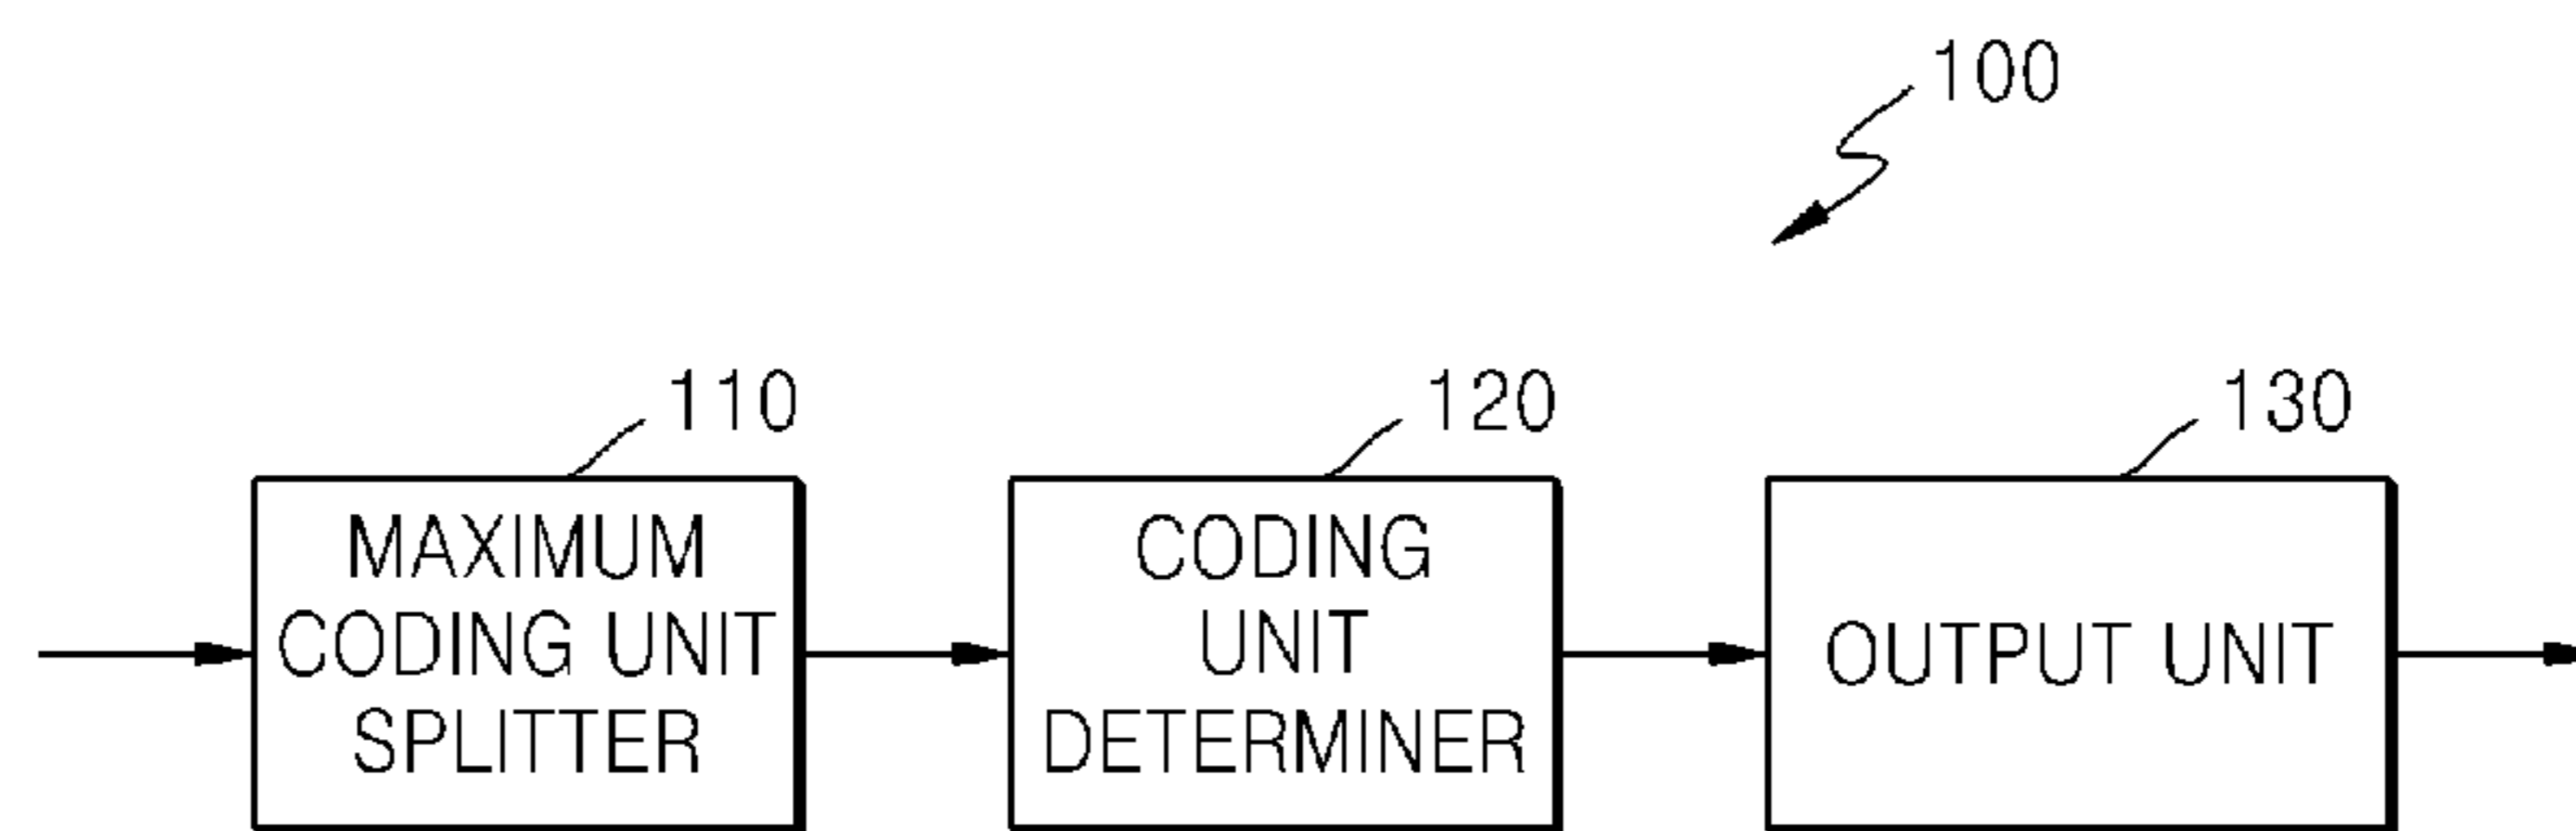 100
110
120
130
MAXIMUM
CODING UNIT
SPLITTER
CODING
UNIT
DETERMINER
OUTPUT UNIT